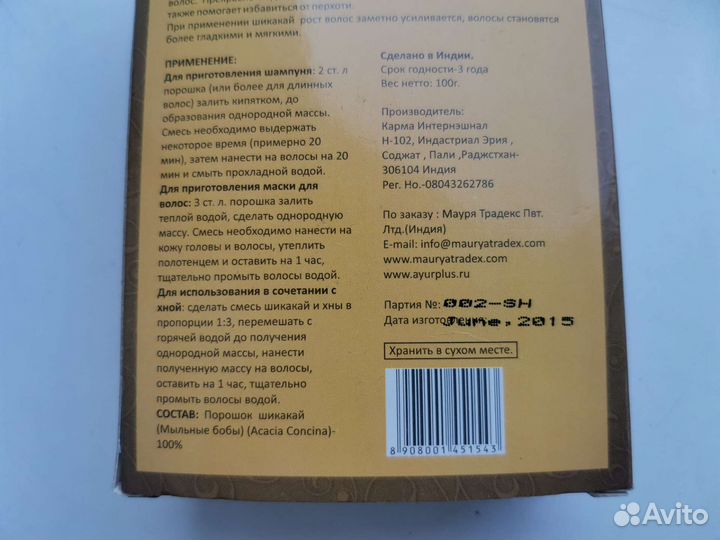 волос.
также помогает избавиться от перхоти.
При применении шикакай рост волос заметно усиливается, волосы становятся
более гладкими и мягкими.
ПРИМЕНЕНИЕ:
Для приготовления шампуня: 2 ст. л
порошка (или более для длинных
волос) залить кипятком, до
образования однородной массы.
Смесь необходимо выдержать
некоторое время (примерно 20
мин), затем нанести на волосы на 20
мин и смыть прохладной водой.
Для приготовления маски для
волос: 3 ст. л. порошка залить
теплой водой, сделать однородную
массу. Смесь необходимо нанести на
кожу головы и волосы, утеплить
полотенцем и оставить на 1 час,
тщательно промыть волосы водой.
Для использования в сочетании с
хной: сделать смесь шикакай и хны в
пропорции 1:3, перемешать с
горячей водой до получения
однородной массы, нанести
полученную массу на волосы,
оставить на 1 час, тщательно
промыть волосы водой.
СОСТАВ: Порошок шикакай
(Мыльные бобы) (Acacia Concina)-
100%
Сделано в Индии.
Срок годности-3 года
Вес нетто: 100г.
Производитель:
Карма Интернэшнал
H-102, Индастриал Эрия ,
Соджат , Пали ,Раджстхан-
306104 Индия
Рег. Но.-08043262786
По заказу : Мауря Традекс Пвт.
Лтд.(Индия)
E-mail: info@mauryatradex.com
www.mauryatradex.com
www.ayurplus.ru
Партия №: 002-SH
Дата изгото June, 2015
Хранить в сухом месте.
8 908001 451543
Avito